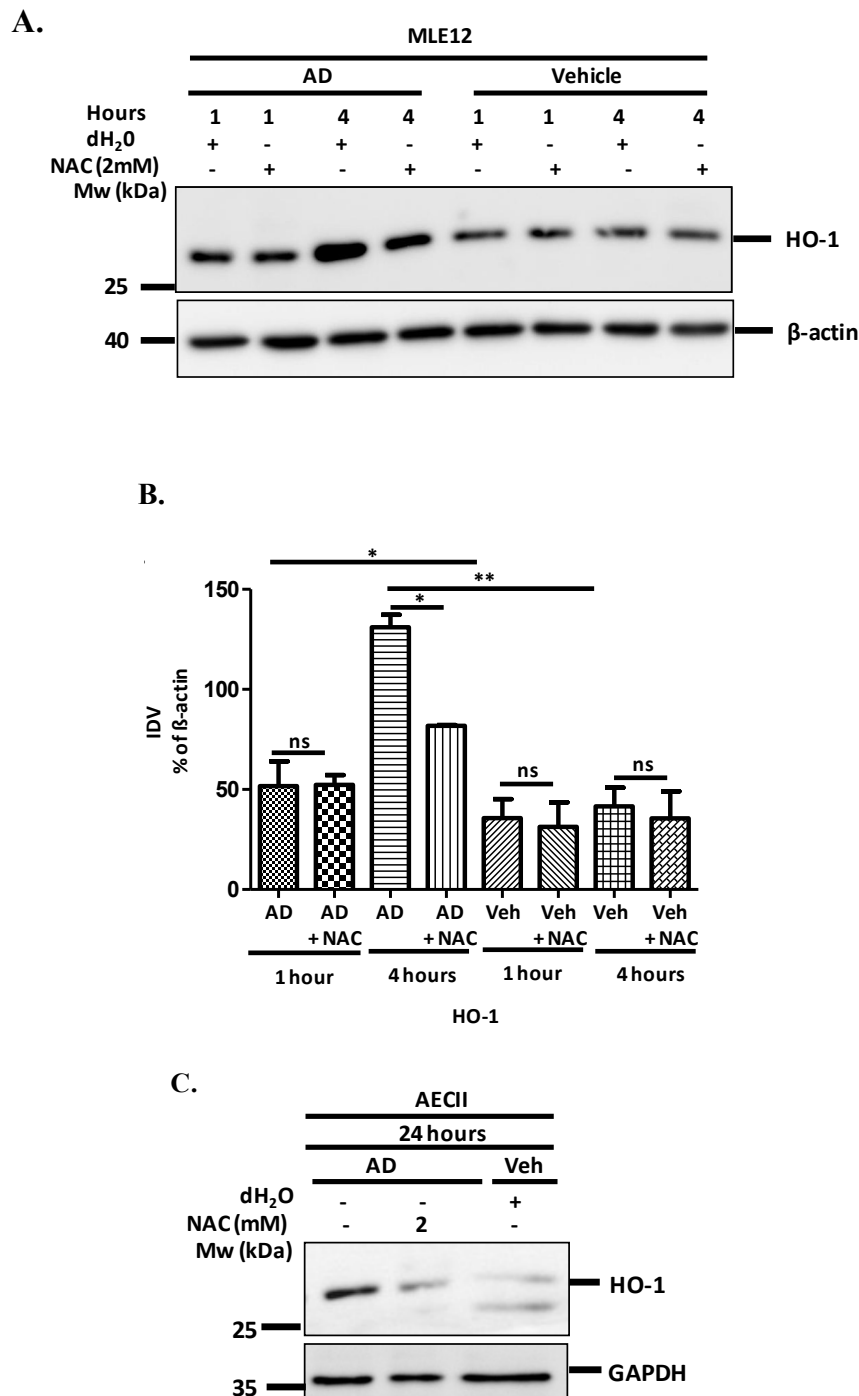 A.
MLE12
AD Vehicle
Hours 1 1 4 4 1 1 4 4
dH₂0 + - + - + - + -
NAC (2mM) - + - + - + - +
Mw (kDa)
HO-1
25
40 β-actin
B.
* 
**
*
150
100
50
0
IDV
% of ß-actin
ns ns ns
AD AD AD AD Veh Veh Veh Veh
+ NAC + NAC + NAC + NAC
1 hour 4 hours 1 hour 4 hours
HO-1
C.
AECII
24 hours
AD Veh
dH₂O - - +
NAC (mM) - 2 -
Mw (kDa)
HO-1
25
GAPDH
35